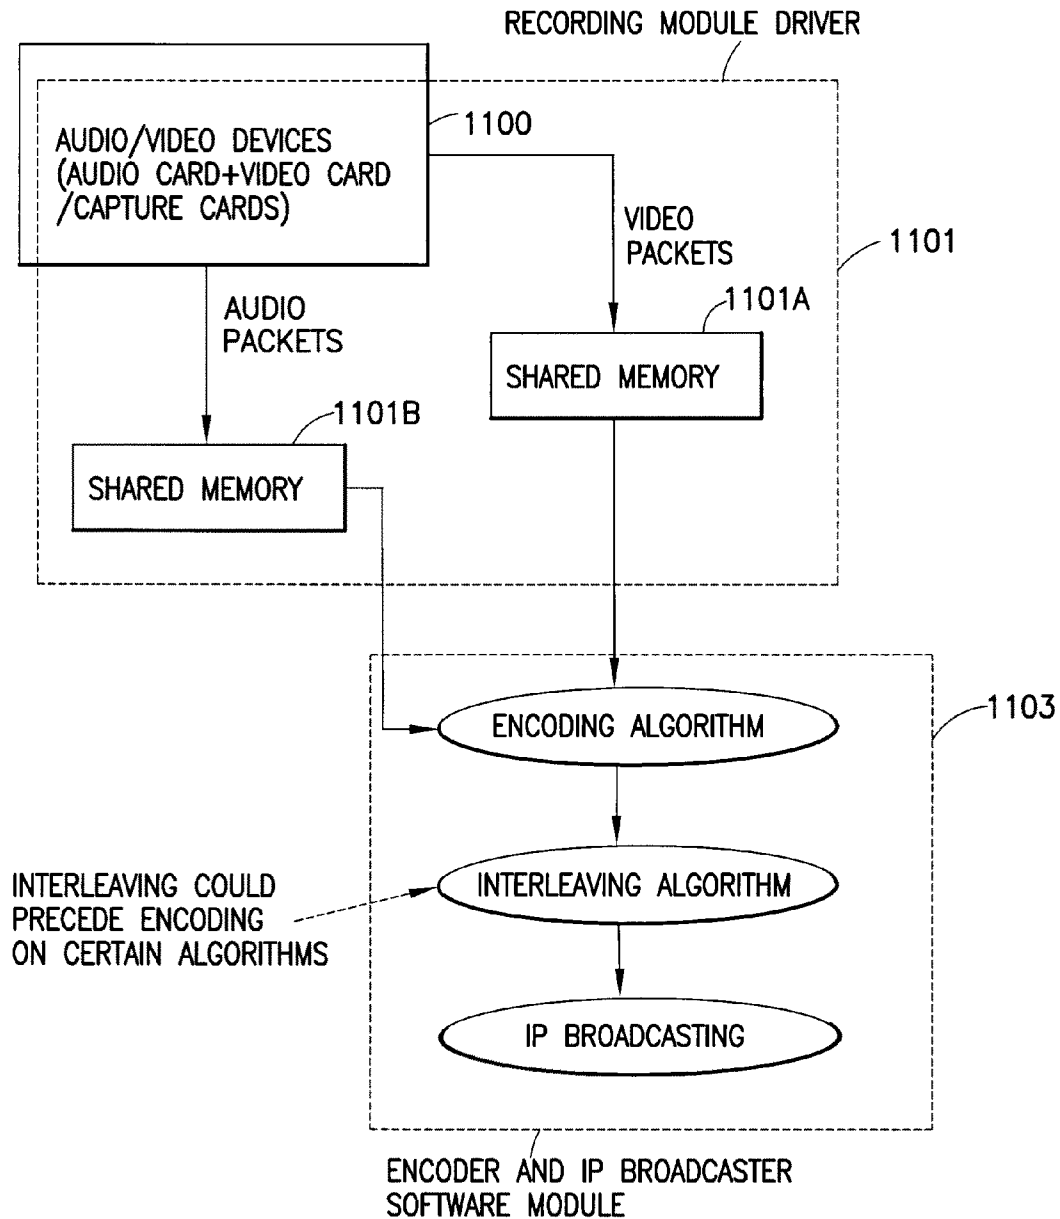 RECORDING MODULE DRIVER
1100
AUDIO/VIDEO DEVICES
(AUDIO CARD+VIDEO CARD
/CAPTURE CARDS)
VIDEO
PACKETS
1101
1101A
AUDIO
PACKETS
SHARED MEMORY
1101B
SHARED MEMORY
1103
ENCODING ALGORITHM
INTERLEAVING ALGORITHM
INTERLEAVING COULD
PRECEDE ENCODING
ON CERTAIN ALGORITHMS
IP BROADCASTING
ENCODER AND IP BROADCASTER
SOFTWARE MODULE